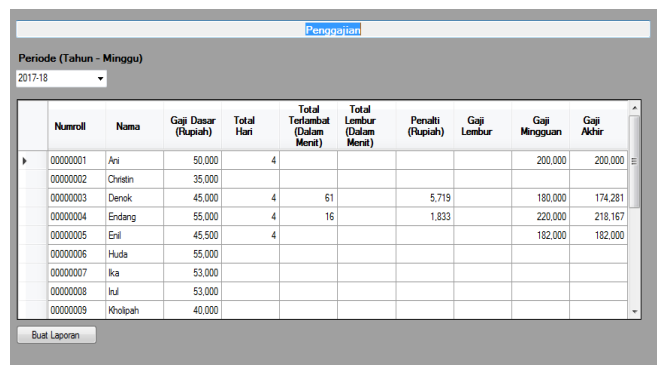 Penggajian
Periode (Tahun - Minggu)
2017-18
Numroll Nama Gaji Dasar (Rupiah) Total Hari Total Terlambat (Dalam Menit) Total Lembur (Dalam Menit) Penalti (Rupiah) Gaji Lembur Gaji Mingguan Gaji Akhir
00000001 Ani 50,000 4 200,000 200,000
00000002 Christin 35,000
00000003 Denok 45,000 4 61 5,719 180,000 174,281
00000004 Endang 55,000 4 16 1,833 220,000 218,167
00000005 Enil 45,500 4 182,000 182,000
00000006 Huda 55,000
00000007 Ika 53,000
00000008 Irul 53,000
00000009 Kholipah 40,000
Buat Laporan